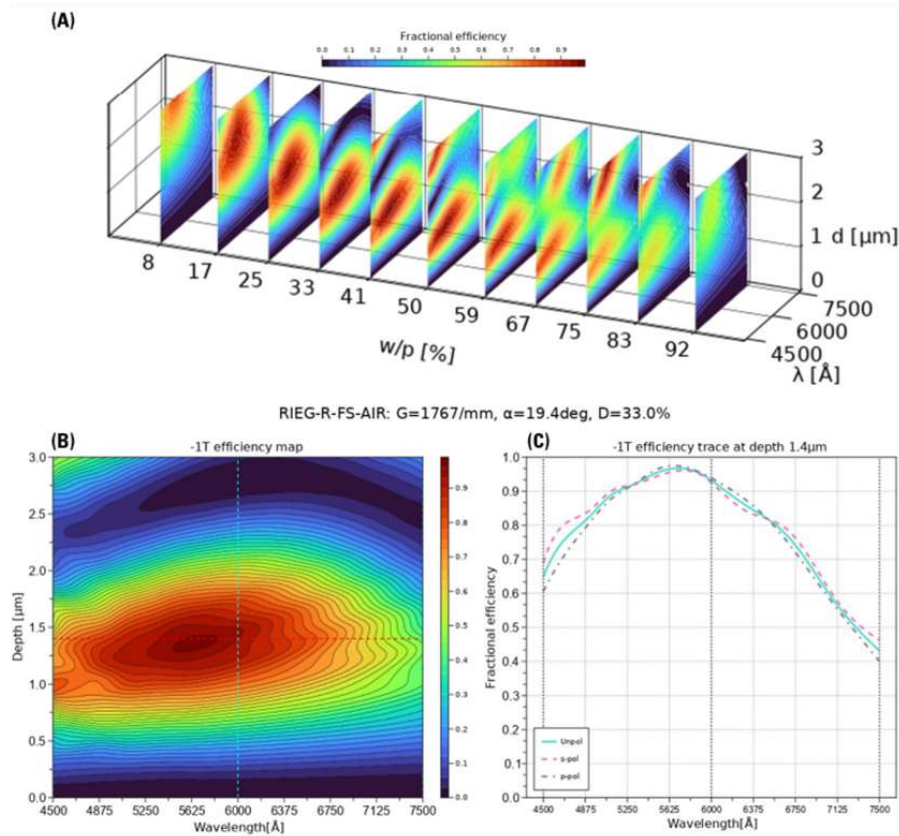 (A)
Fractional efficiency
0.0 0.1 0.2 0.3 0.4 0.5 0.6 0.7 0.8 0.9
3
2
d [μm]
1
0
7500
6000
4500
λ [Å]
8 17 25 33 41 50 59 67 75 83 92
w/p [%]
RIEG-R-FS-AIR: G=1767/mm, α=19.4deg, D=33.0%
(B)
-1T efficiency map
3.0
2.5
2.0
1.5
1.0
0.5
0.0
Depth [μm]
4500 4875 5250 5625 6000 6375 6750 7125 7500
Wavelength[Å]
0.9
0.8
0.7
0.6
0.5
0.4
0.3
0.2
0.1
0.0
(C)
-1T efficiency trace at depth 1.4μm
1.0
0.9
0.8
0.7
0.6
0.5
0.4
0.3
0.2
0.1
0.0
Fractional efficiency
Unpol
s-pol
p-pol
4500 4875 5250 5625 6000 6375 6750 7125 7500
Wavelength[Å]